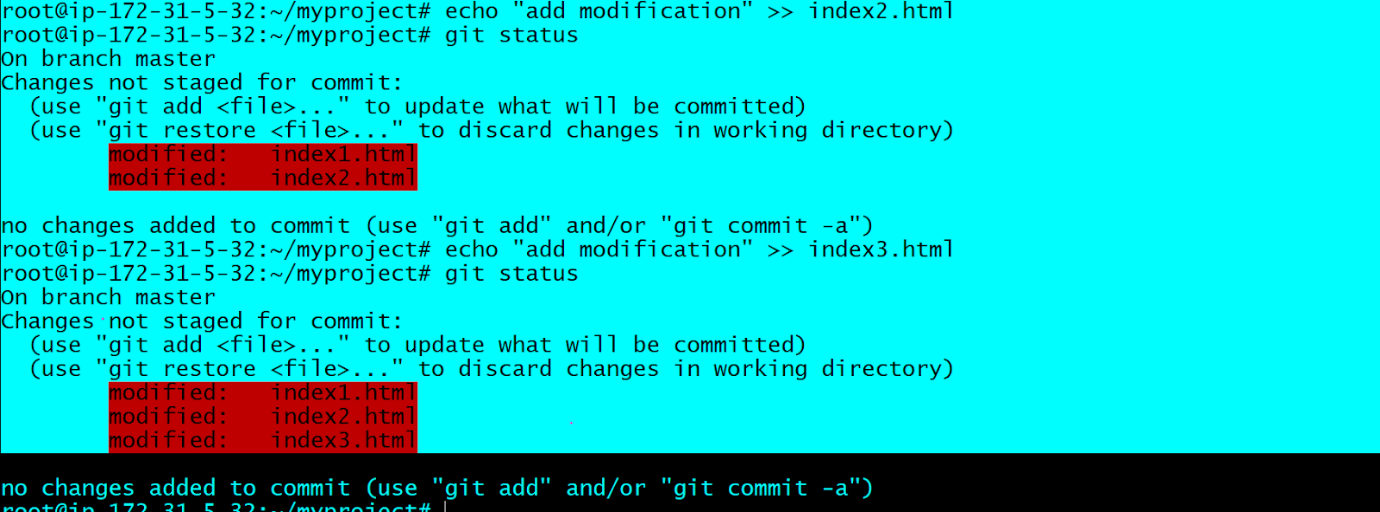 root@ip-172-31-5-32:~/myproject# echo "add modification" >> index2.html
root@ip-172-31-5-32:~/myproject# git status
On branch master
Changes not staged for commit:
  (use "git add <file>..." to update what will be committed)
  (use "git restore <file>..." to discard changes in working directory)
        modified:   index1.html
        modified:   index2.html

no changes added to commit (use "git add" and/or "git commit -a")
root@ip-172-31-5-32:~/myproject# echo "add modification" >> index3.html
root@ip-172-31-5-32:~/myproject# git status
On branch master
Changes not staged for commit:
  (use "git add <file>..." to update what will be committed)
  (use "git restore <file>..." to discard changes in working directory)
        modified:   index1.html
        modified:   index2.html
        modified:   index3.html

no changes added to commit (use "git add" and/or "git commit -a")
root@ip-172-31-5-32:~/myproject#